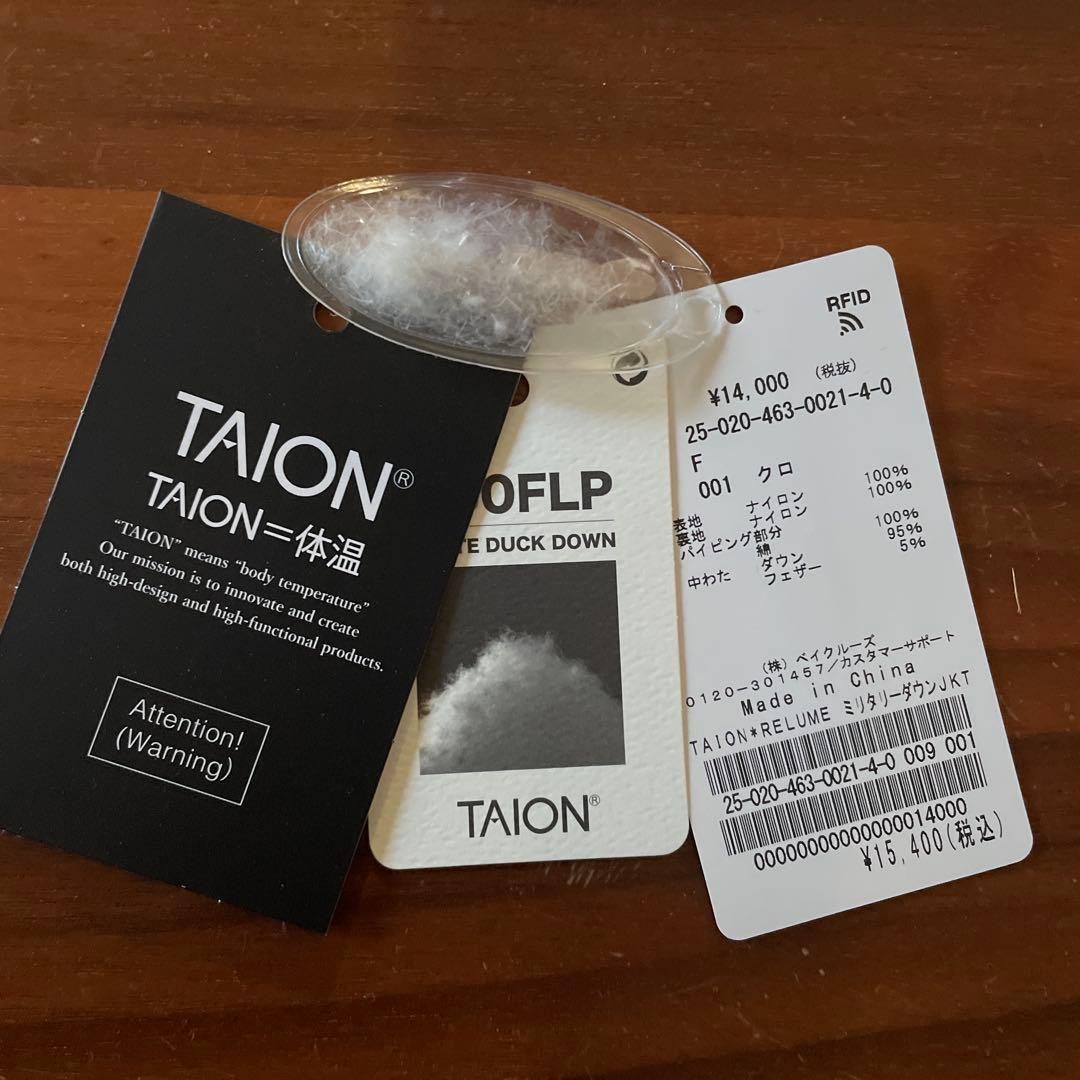 TAION®
TAION=体温
“TAION” means “body temperature”
Our mission is to innovate and create
both high-design and high-functional products.
Attention!
(Warning)
0FLP
DUCK DOWN
TAION®
RFID
¥14,000 (税抜)
25-020-463-0021-4-0
F
001 クロ
表地 ナイロン 100%
裏地 ナイロン 100%
パイピング部分
綿 100%
中わた ダウン 95%
フェザー 5%
(株) ベイクルーズ
0120-301457/カスタマーサポート
Made in China
TAION*RELUME ミリタリーダウンJKT
25-020-463-0021-4-0 009 001
0000000000000014000
¥15,400(税込)